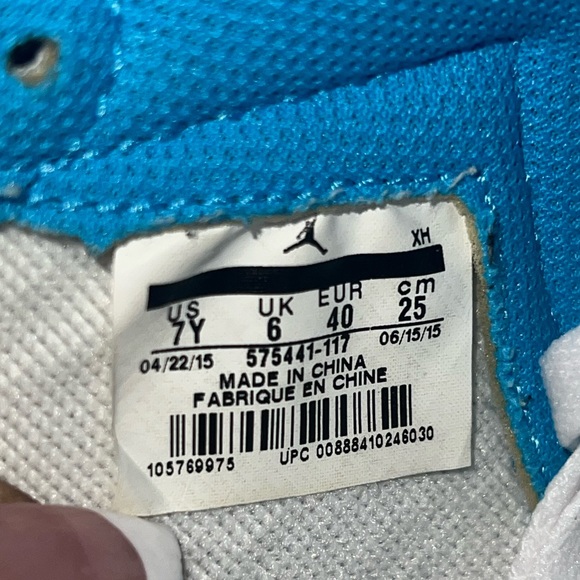 XH
US UK EUR cm
7Y 6 40 25
04/22/15 575441-117 06/15/15
MADE IN CHINA
FABRIQUE EN CHINE
105769975 UPC 00888410246030